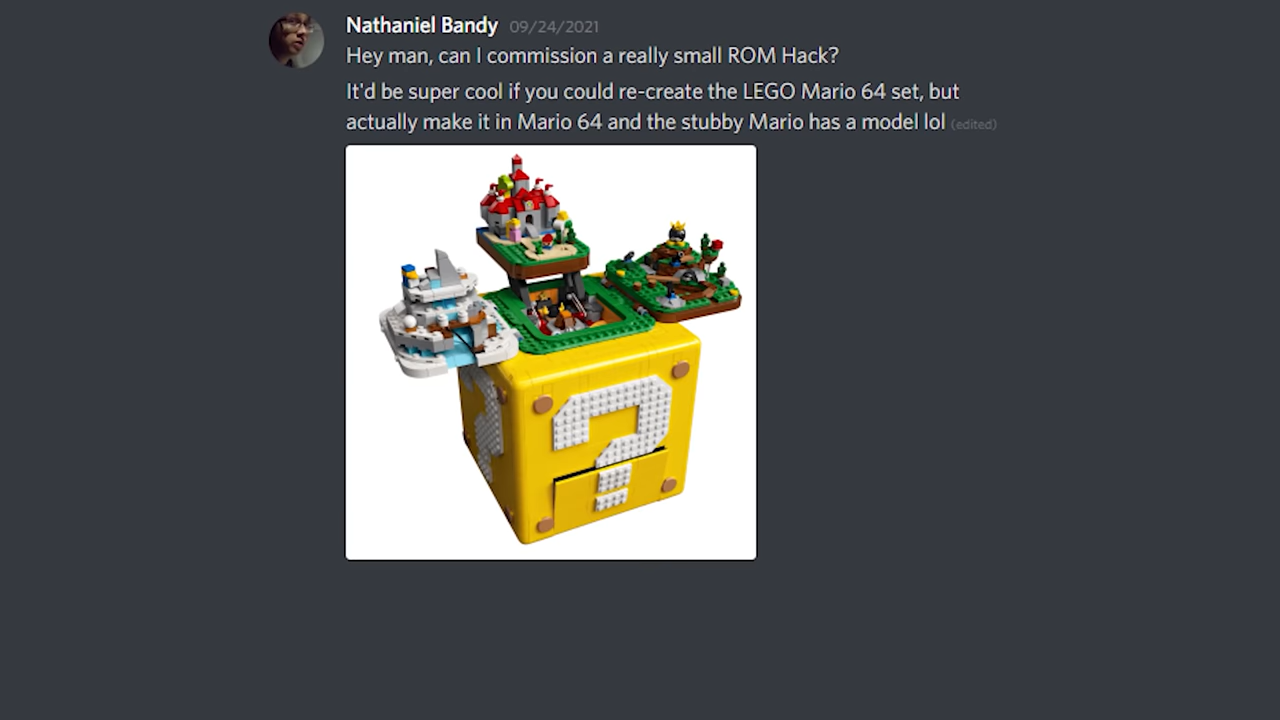 Nathaniel Bandy 09/24/2021
Hey man, can I commission a really small ROM Hack?
It'd be super cool if you could re-create the LEGO Mario 64 set, but
actually make it in Mario 64 and the stubby Mario has a model lol (edited)
?